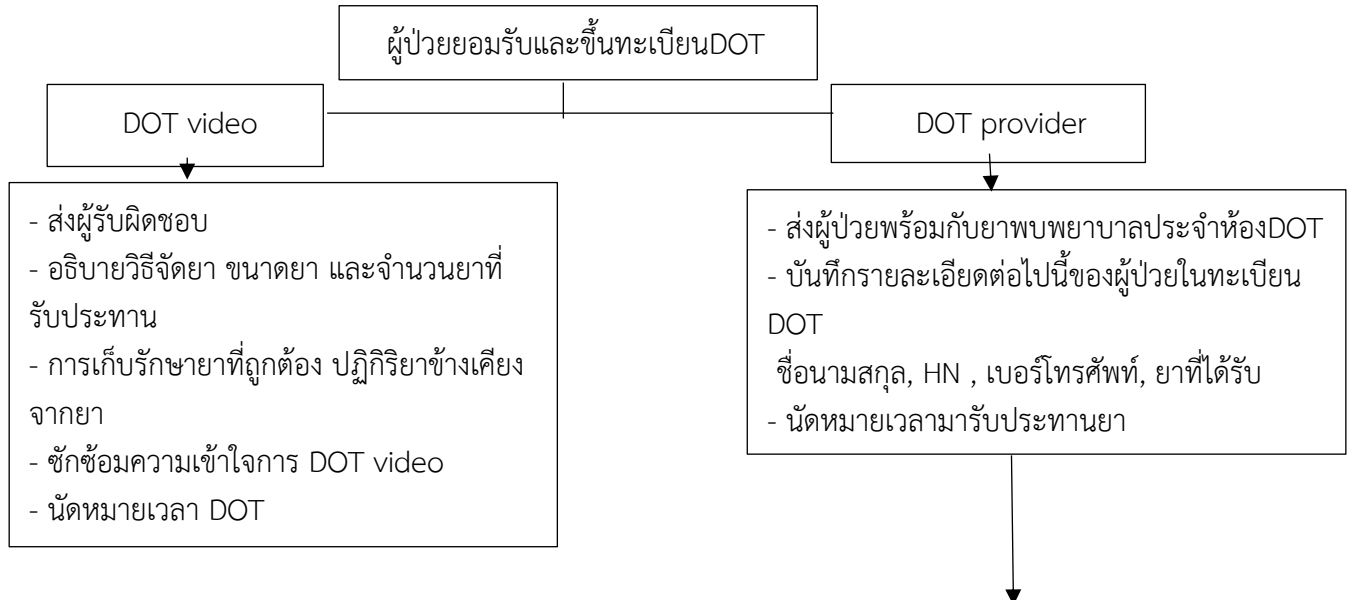 ผู้ป่วยยอมรับและขึ้นทะเบียนDOT
DOT video
DOT provider
- ส่งผู้รับผิดชอบ
- อธิบายวิธีจัดยา ขนาดยา และจำนวนยาที่
รับประทาน
- การเก็บรักษายาที่ถูกต้อง ปฏิกิริยาข้างเคียง
จากยา
- ซักซ้อมความเข้าใจการ DOT video
- นัดหมายเวลา DOT
- ส่งผู้ป่วยพร้อมกับยาพบพยาบาลประจำห้องDOT
- บันทึกรายละเอียดต่อไปนี้ของผู้ป่วยในทะเบียน
DOT
ชื่อนามสกุล, HN , เบอร์โทรศัพท์, ยาที่ได้รับ
- นัดหมายเวลามารับประทานยา